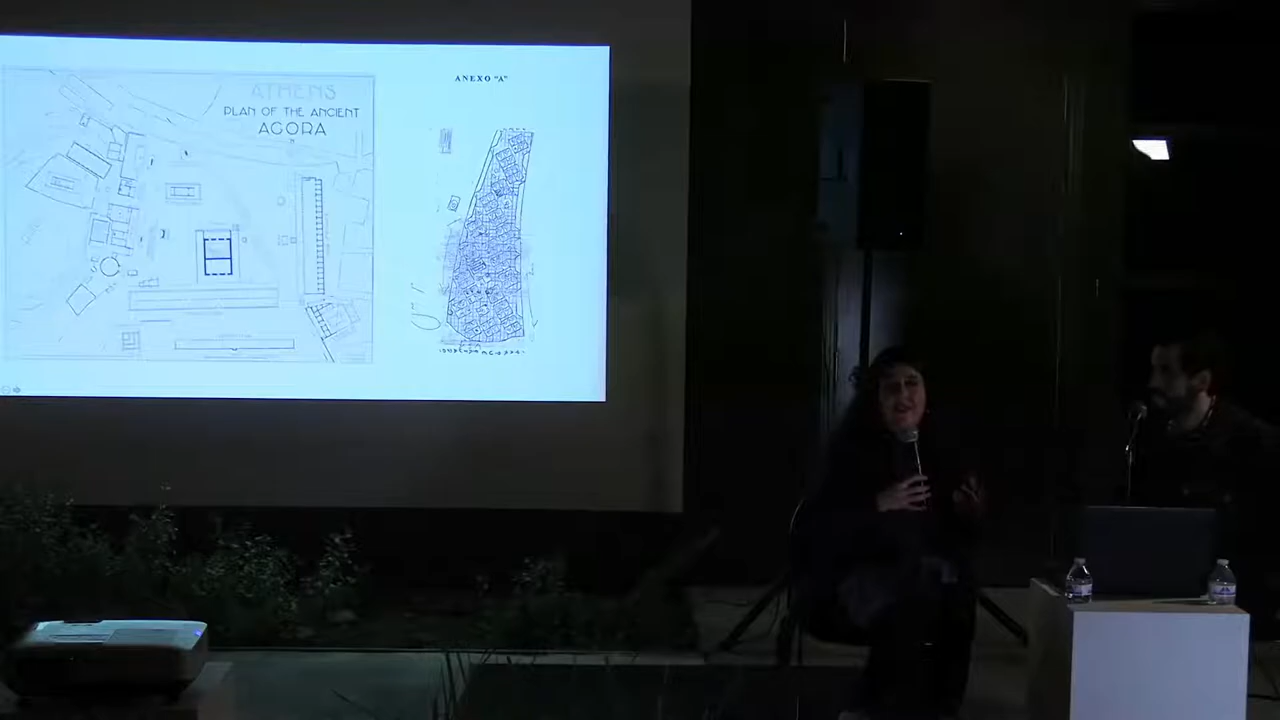 ATHENS
PLAN OF THE ANCIENT
AGORA
ANEXO "A"